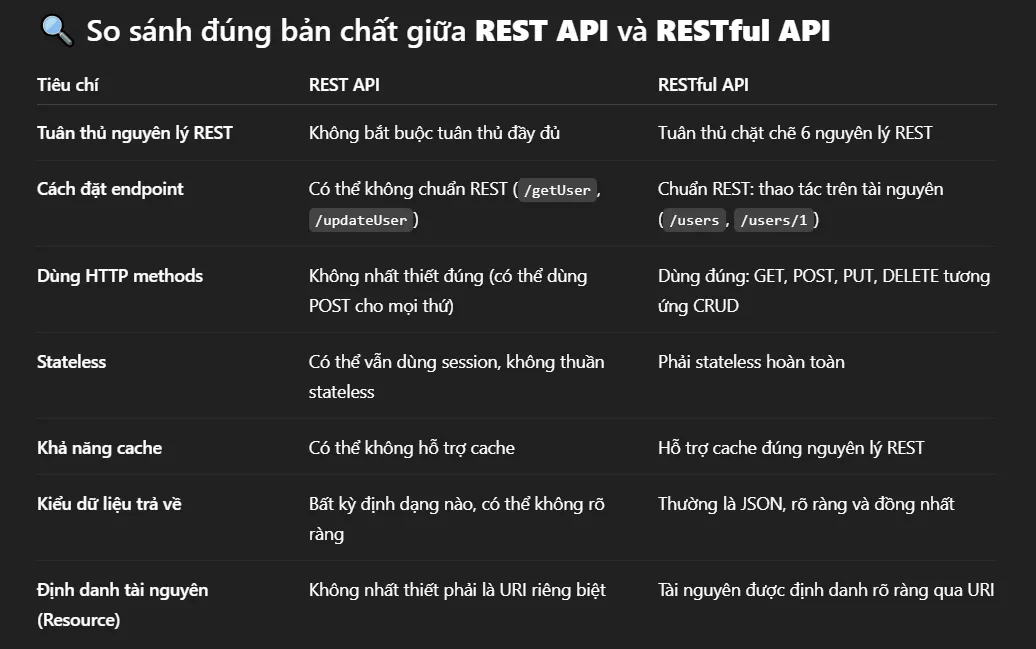 🔍 So sánh đúng bản chất giữa REST API và RESTful API
Tiêu chí REST API RESTful API
Tuân thủ nguyên lý REST Không bắt buộc tuân thủ đầy đủ Tuân thủ chặt chẽ 6 nguyên lý REST
Cách đặt endpoint Có thể không chuẩn REST (/getUser, Chuẩn REST: thao tác trên tài nguyên
/updateUser) (/users, /users/1)
Dùng HTTP methods Không nhất thiết đúng (có thể dùng Dùng đúng: GET, POST, PUT, DELETE tương
POST cho mọi thứ) ứng CRUD
Stateless Có thể vẫn dùng session, không thuần Phải stateless hoàn toàn
stateless
Khả năng cache Có thể không hỗ trợ cache Hỗ trợ cache đúng nguyên lý REST
Kiểu dữ liệu trả về Bất kỳ định dạng nào, có thể không rõ Thường là JSON, rõ ràng và đồng nhất
ràng
Định danh tài nguyên Không nhất thiết phải là URI riêng biệt Tài nguyên được định danh rõ ràng qua URI
(Resource)